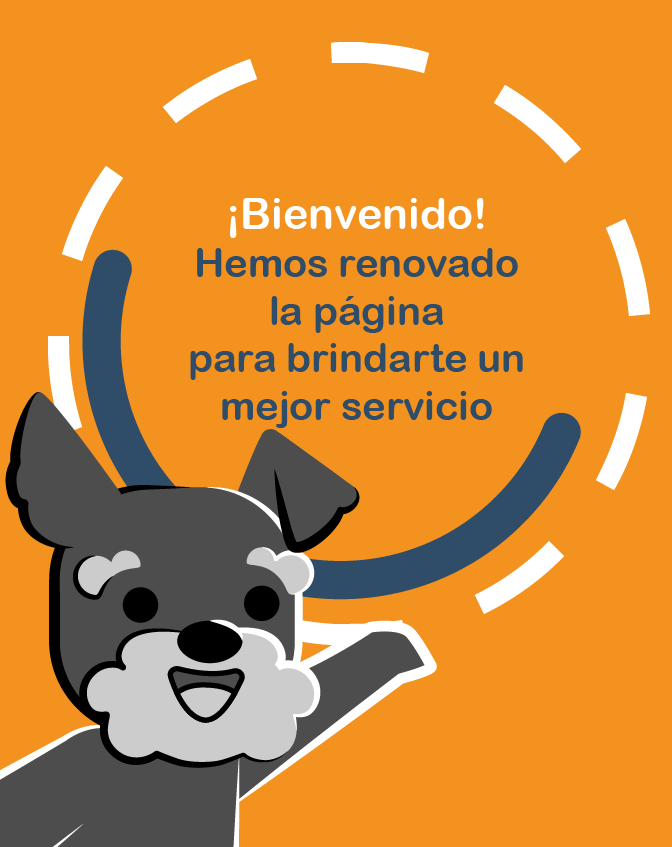 ¡Bienvenido!
Hemos renovado
la página
para brindarte un
mejor servicio